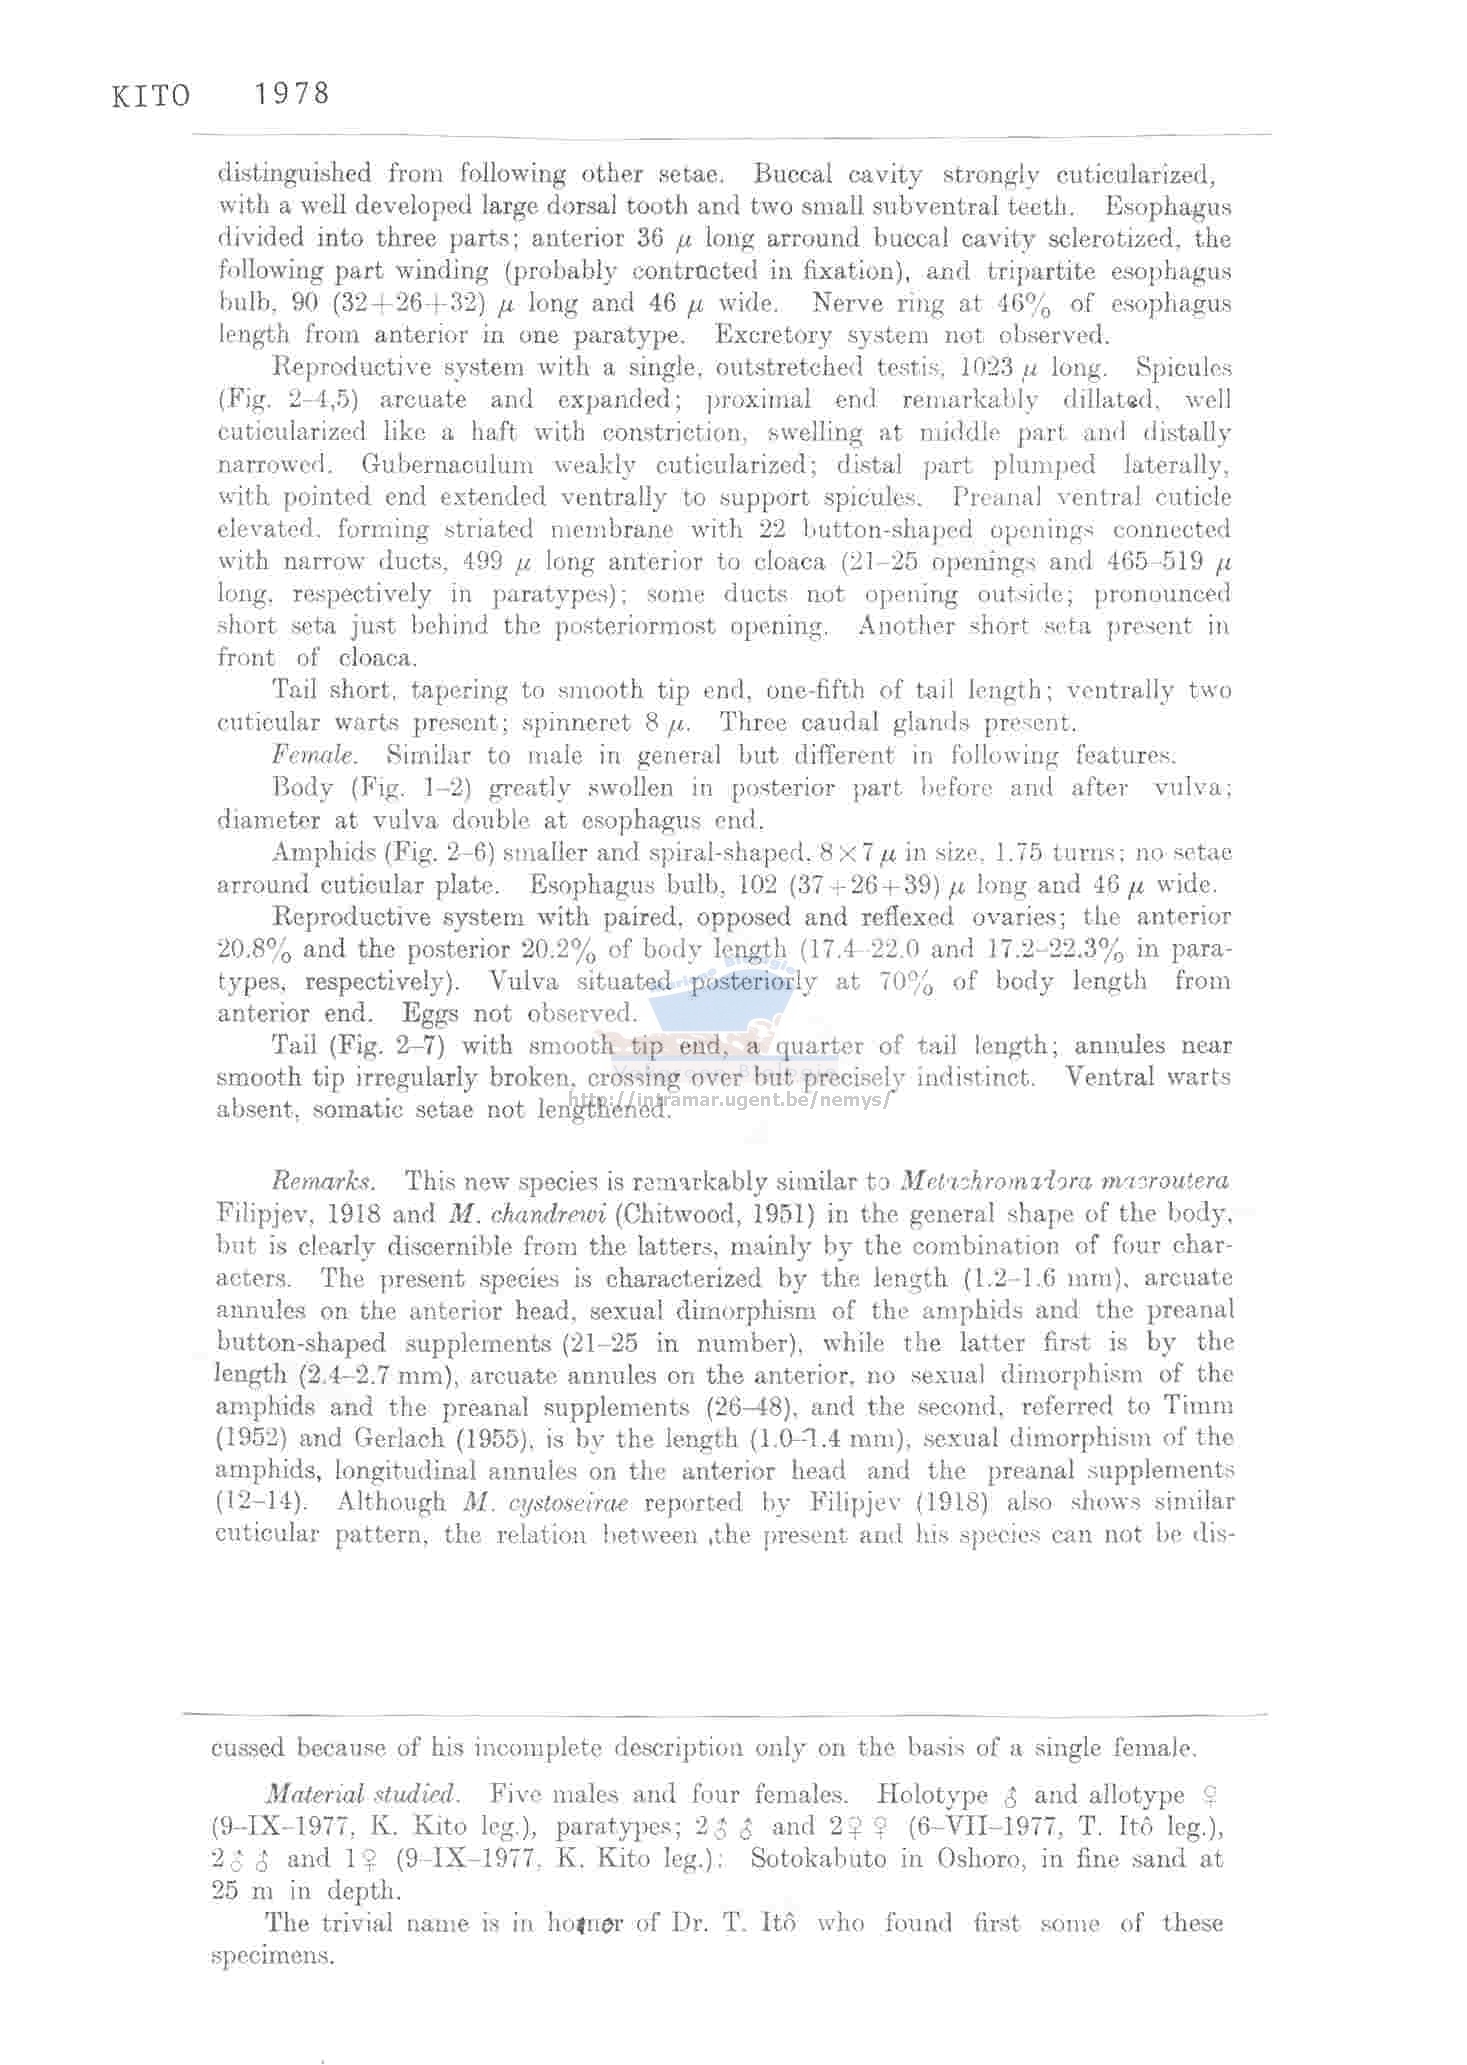 KITO 1978
distinguished from following other setae. Buccal cavity strongly cuticularized,
with a well developed large dorsal tooth and two small subventral teeth. Esophagus
divided into three parts; anterior 36 μ long arround buccal cavity sclerotized, the
following part winding (probably contracted in fixation), and tripartite esophagus
bulb, 90 (32+26+32) μ long and 46 μ wide. Nerve ring at 46% of esophagus
length from anterior in one paratype. Excretory system not observed.
Reproductive system with a single, outstretched testis, 1023 μ long. Spicules
(Fig. 2–4,5) arcuate and expanded; proximal end remarkably dillated, well
cuticularized like a haft with constriction, swelling at middle part and distally
narrowed. Gubernaculum weakly cuticularized; distal part plumped laterally,
with pointed end extended ventrally to support spicules. Preanal ventral cuticle
elevated, forming striated membrane with 22 button-shaped openings connected
with narrow ducts, 499 μ long anterior to cloaca (21–25 openings and 465–519 μ
long, respectively in paratypes); some ducts not opening outside; pronounced
short seta just behind the posteriormost opening. Another short seta present in
front of cloaca.
Tail short, tapering to smooth tip end, one-fifth of tail length; ventrally two
cuticular warts present; spinneret 8 μ. Three caudal glands present.
Female. Similar to male in general but different in following features.
Body (Fig. 1–2) greatly swollen in posterior part before and after vulva;
diameter at vulva double at esophagus end.
Amphids (Fig. 2–6) smaller and spiral-shaped, 8×7 μ in size, 1.75 turns; no setae
arround cuticular plate. Esophagus bulb, 102 (37+26+39) μ long and 46 μ wide.
Reproductive system with paired, opposed and reflexed ovaries; the anterior
20.8% and the posterior 20.2% of body length (17.4–22.0 and 17.2–22.3% in para-
types, respectively). Vulva situated posteriorly at 70% of body length from
anterior end. Eggs not observed.
Tail (Fig. 2–7) with smooth tip end, a quarter of tail length; annules near
smooth tip irregularly broken, crossing over but precisely indistinct. Ventral warts
absent, somatic setae not lengthened.
http://intramar.ugent.be/nemys/
Remarks. This new species is remarkably similar to Metachromadora macroutera
Filipjev, 1918 and M. chandrewi (Chitwood, 1951) in the general shape of the body,
but is clearly discernible from the latters, mainly by the combination of four char-
acters. The present species is characterized by the length (1.2–1.6 mm), arcuate
annules on the anterior head, sexual dimorphism of the amphids and the preanal
button-shaped supplements (21–25 in number), while the latter first is by the
length (2.4–2.7 mm), arcuate annules on the anterior, no sexual dimorphism of the
amphids and the preanal supplements (26–48), and the second, referred to Timm
(1952) and Gerlach (1955), is by the length (1.0–1.4 mm), sexual dimorphism of the
amphids, longitudinal annules on the anterior head and the preanal supplements
(12–14). Although M. cystoseirae reported by Filipjev (1918) also shows similar
cuticular pattern, the relation between the present and his species can not be dis-
cussed because of his incomplete description only on the basis of a single female.
Material studied. Five males and four females. Holotype ♂ and allotype ♀
(9–IX–1977, K. Kito leg.), paratypes; 2♂♂ and 2♀♀ (6–VII–1977, T. Itô leg.),
2♂♂ and 1♀ (9–IX–1977, K. Kito leg.): Sotokabuto in Oshoro, in fine sand at
25 m in depth.
The trivial name is in honor of Dr. T. Itô who found first some of these
specimens.